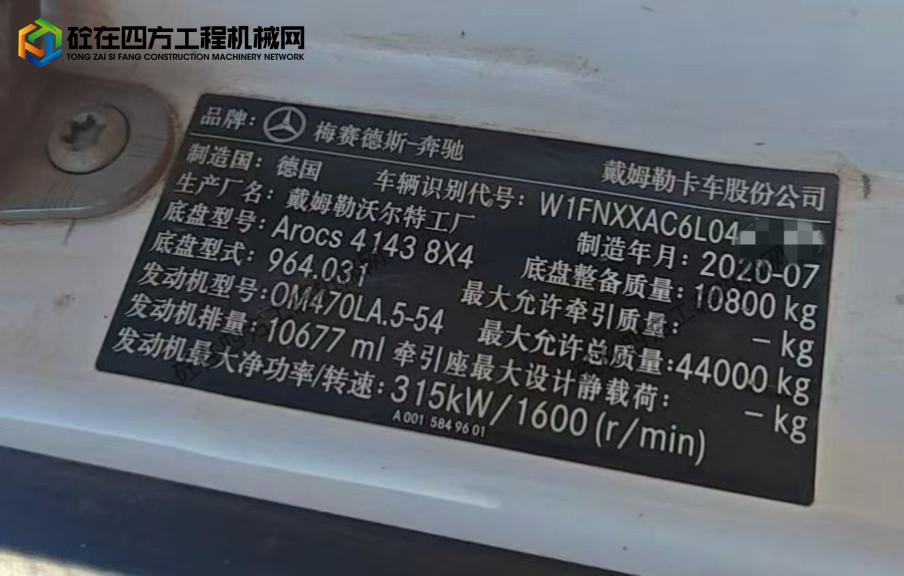 砼在四方工程机械网
TONG ZAI SI FANG CONSTRUCTION MACHINERY NETWORK
品牌: 梅赛德斯-奔驰 戴姆勒卡车股份公司
制造国: 德国 车辆识别代号: W1FNXXAC6L04
生产厂名: 戴姆勒沃尔特工厂 制造年月: 2020-07
底盘型号: Arocs 4143 8X4 底盘整备质量: 10800 kg
底盘型式: 964.031 最大允许牵引质量: - kg
发动机型号: OM470LA.5-54 最大允许总质量: 44000 kg
发动机排量: 10677 ml 牵引座最大设计静载荷: - kg
发动机最大净功率/转速: 315kW/1600 (r/min)
A 001 584 96 01